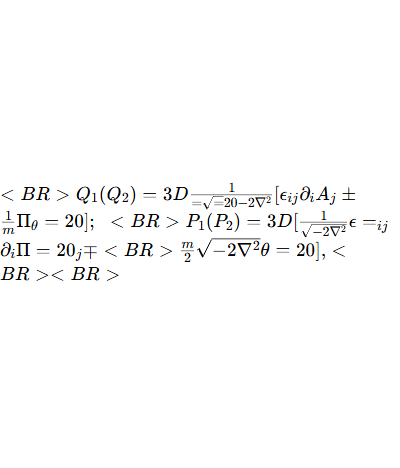 < BR > Q_1(Q_2) = 3D \frac{1}{=\sqrt{=}20-2\nabla^2}[\epsilon_{ij}\partial_i A_j ±
\frac{1}{m}\Pi_\theta = 20]; < BR > P_1(P_2) = 3D[\frac{1}{\sqrt{-2\nabla^2}}\epsilon =_{ij}
\partial_i\Pi = 20_j ∓ < BR > \frac{m}{2}\sqrt{-2\nabla^2}\theta = 20], <
BR >< BR >